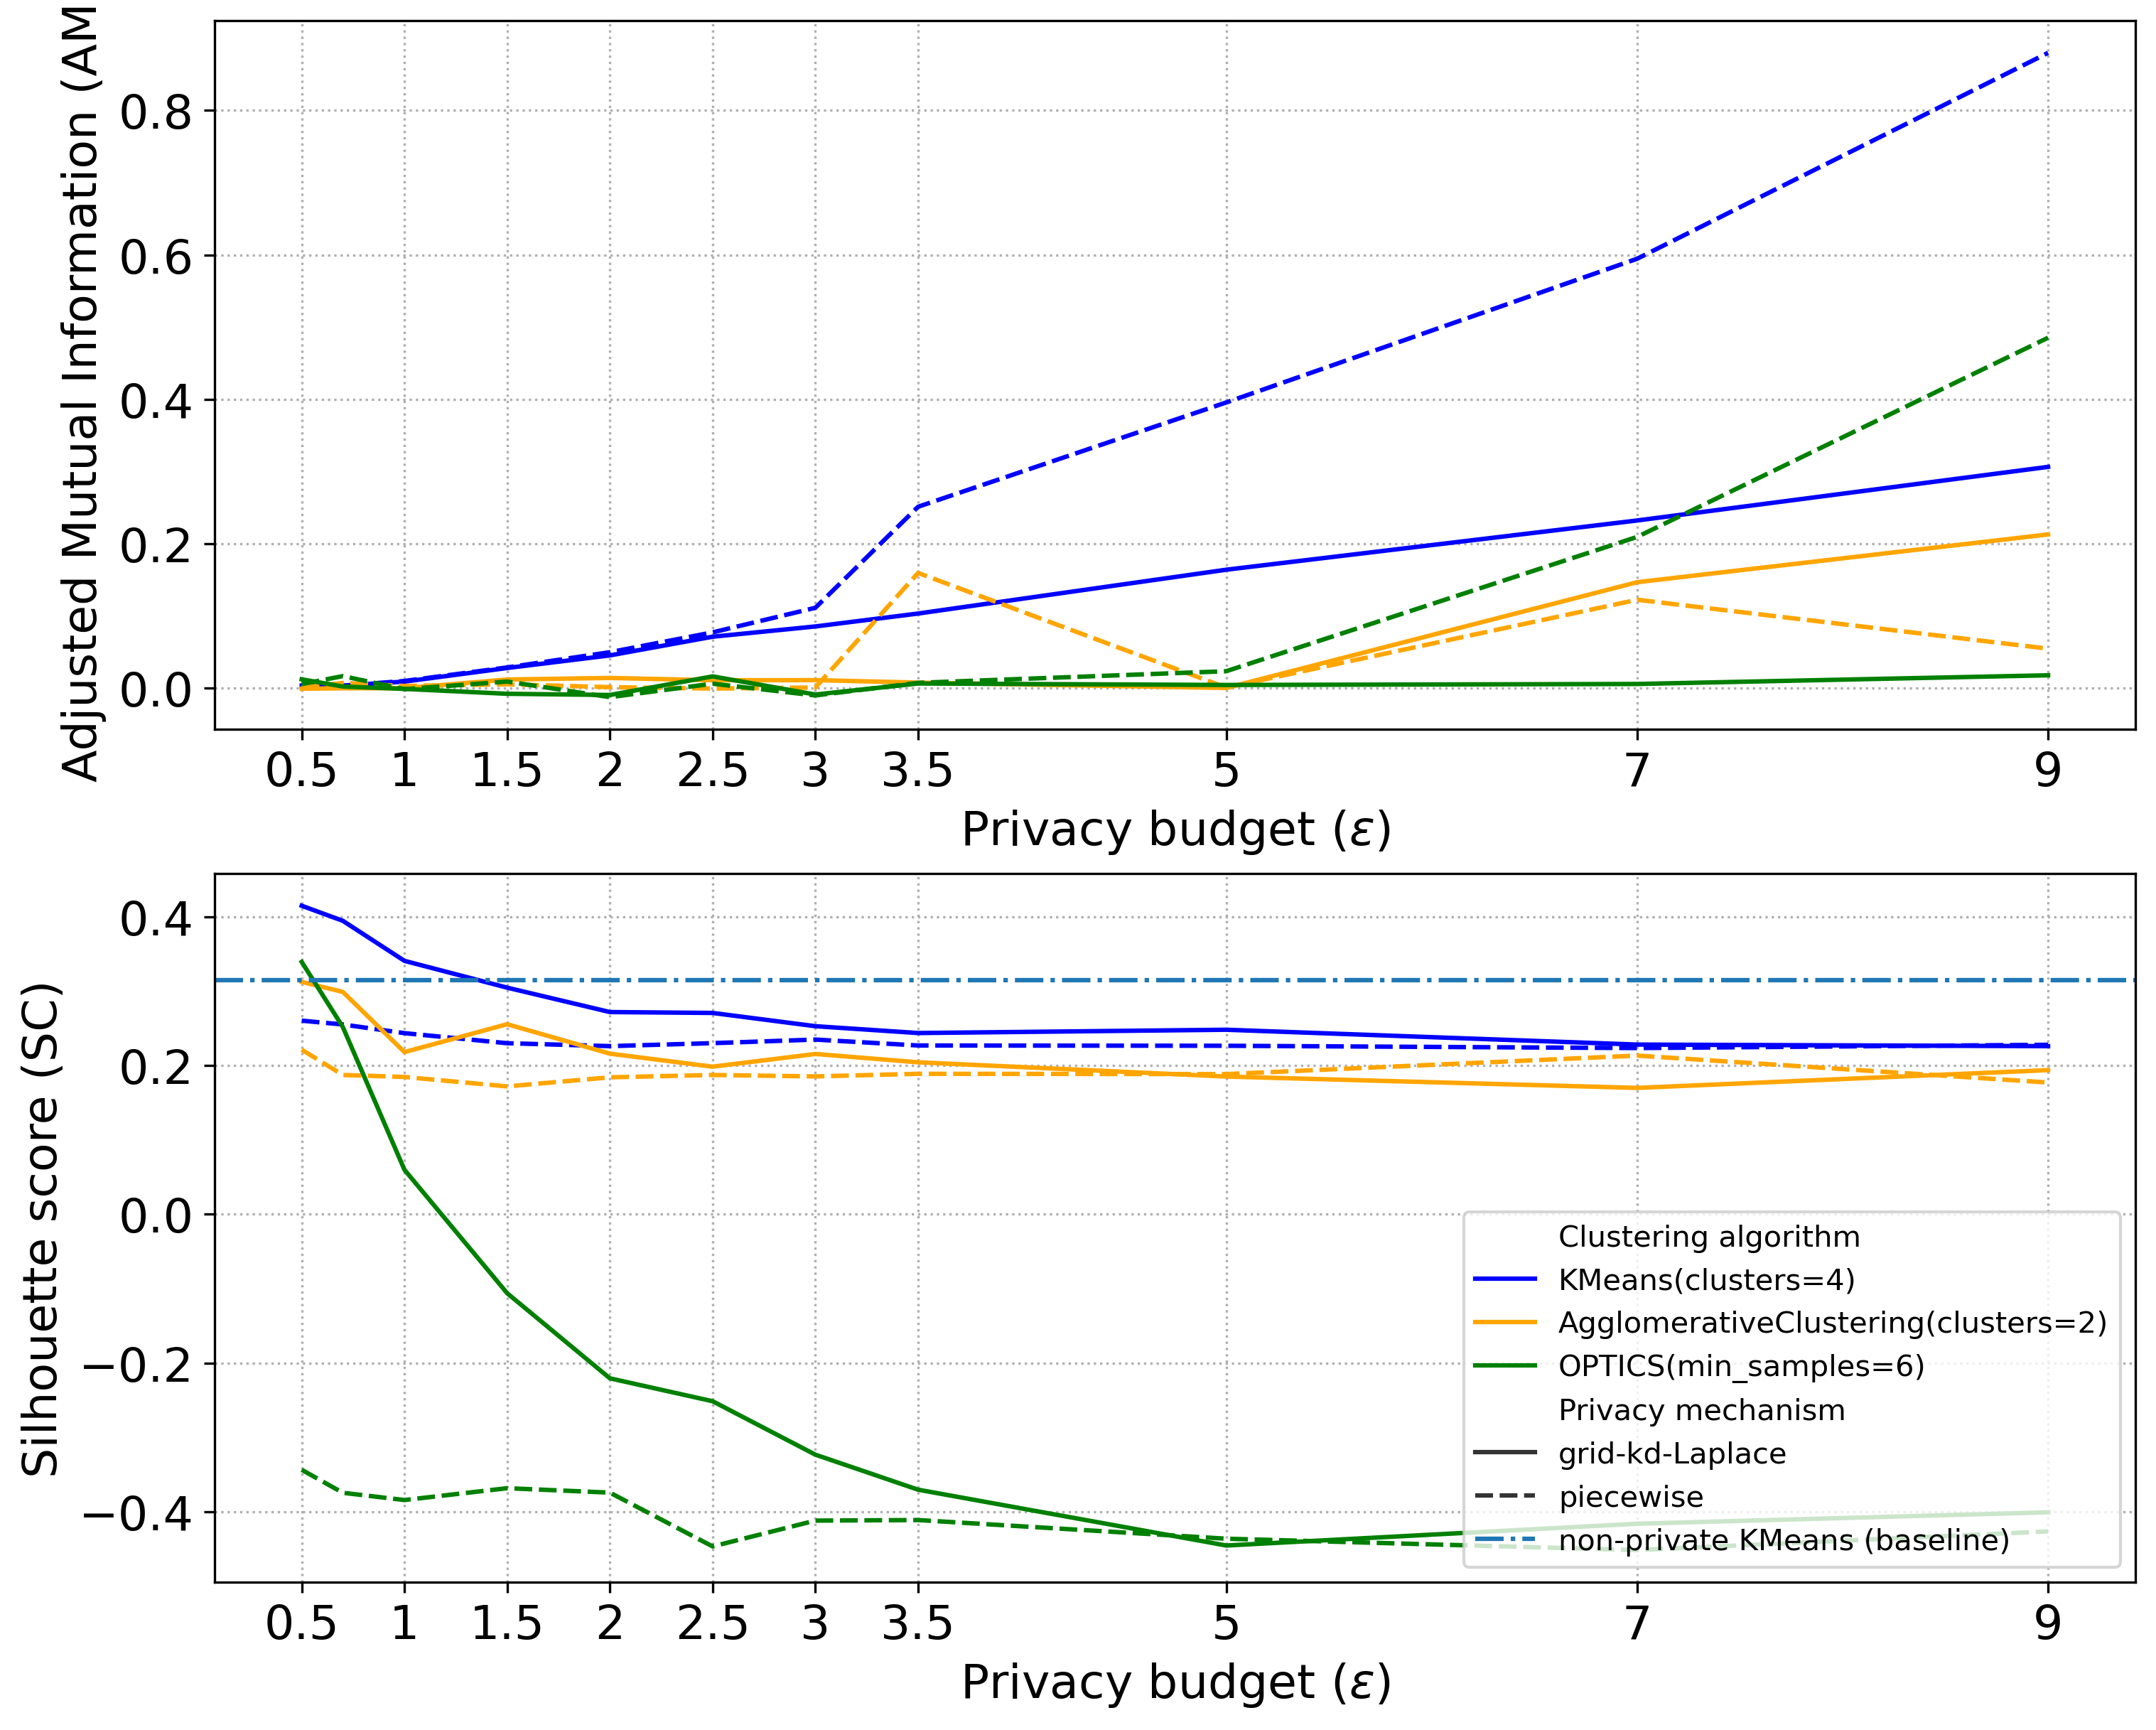 Adjusted Mutual Information (AM
0.8
0.6
0.4
0.2
0.0
0.5 1 1.5 2 2.5 3 3.5 5 7 9
Privacy budget (ε)
Silhouette score (SC)
0.4
0.2
0.0
−0.2
−0.4
Clustering algorithm
KMeans(clusters=4)
AgglomerativeClustering(clusters=2)
OPTICS(min_samples=6)
Privacy mechanism
grid-kd-Laplace
piecewise
non-private KMeans (baseline)
0.5 1 1.5 2 2.5 3 3.5 5 7 9
Privacy budget (ε)